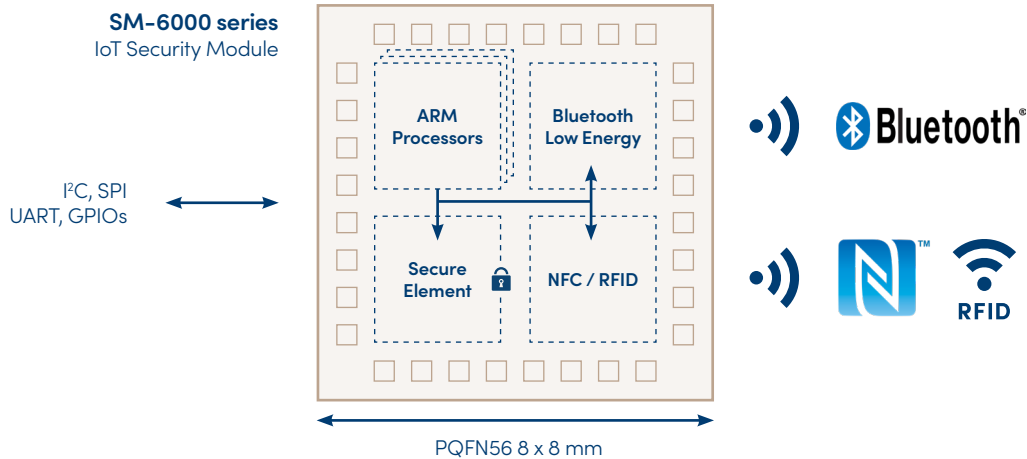 SM-6000 series
IoT Security Module
ARM
Processors
Bluetooth
Low Energy
Bluetooth®
I²C, SPI
UART, GPIOs
Secure
Element
NFC / RFID
™
RFID
PQFN56 8 x 8 mm